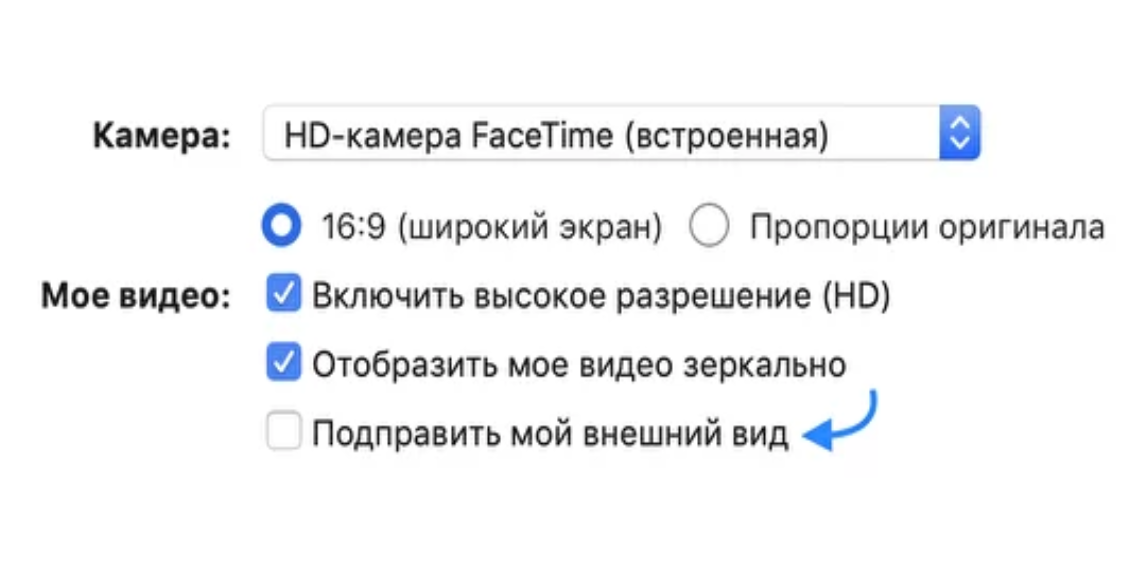 Камера: HD-камера FaceTime (встроенная)
16:9 (широкий экран) Пропорции оригинала
Мое видео: Включить высокое разрешение (HD)
Отобразить мое видео зеркально
Подправить мой внешний вид